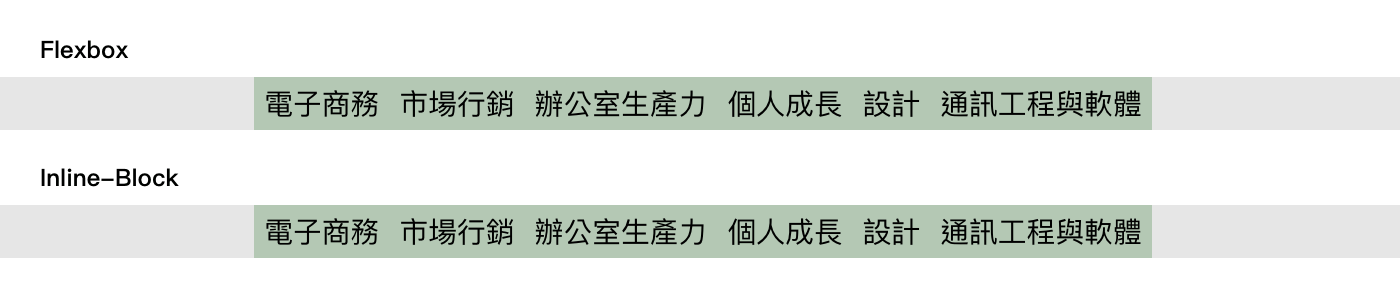 Flexbox
電子商務 市場行銷 辦公室生產力 個人成長 設計 通訊工程與軟體
Inline-Block
電子商務 市場行銷 辦公室生產力 個人成長 設計 通訊工程與軟體